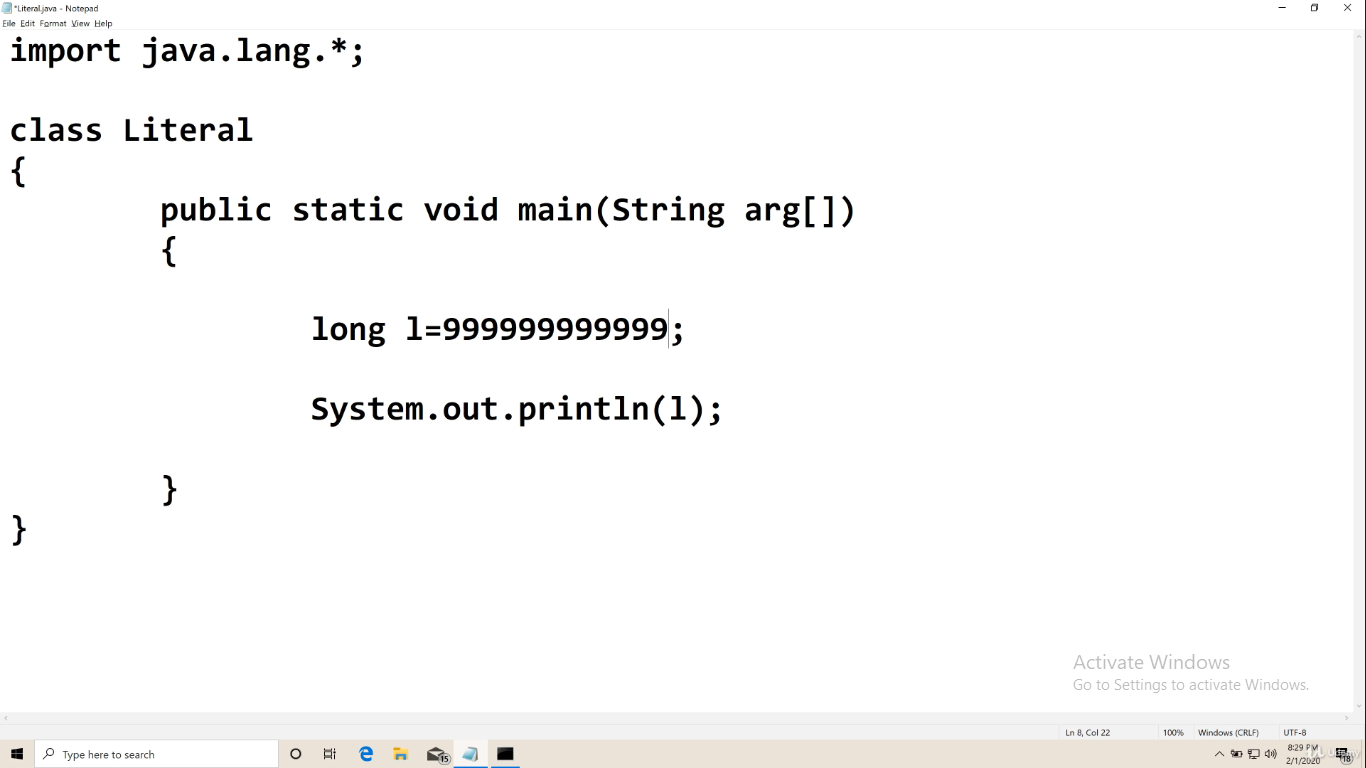 *Literal.java - Notepad
File Edit Format View Help
import java.lang.*;
class Literal
{
public static void main(String arg[])
{
long l=999999999999;
System.out.println(l);
}
}
Activate Windows
Go to Settings to activate Windows.
Ln 8, Col 22 100% Windows (CRLF) UTF-8
Type here to search 15 8:29 PM 18
2/1/2020